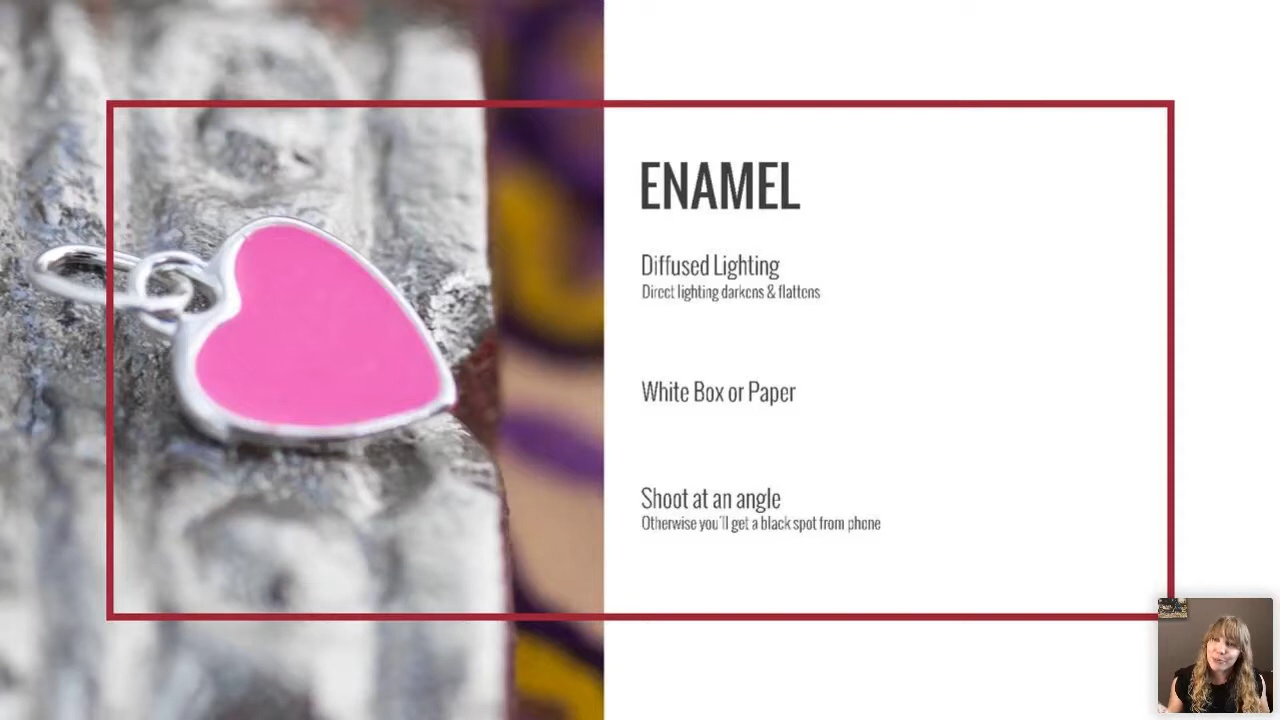 ENAMEL
Diffused Lighting
Direct lighting darkens & flattens
White Box or Paper
Shoot at an angle
Otherwise you'll get a black spot from phone